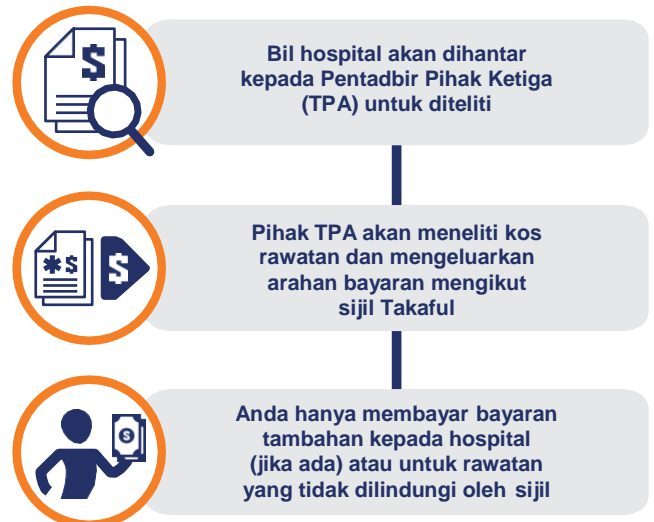 $
Bil hospital akan dihantar
kepada Pentadbir Pihak Ketiga
(TPA) untuk diteliti
*$
$
Pihak TPA akan meneliti kos
rawatan dan mengeluarkan
arahan bayaran mengikut
sijil Takaful
$
Anda hanya membayar bayaran
tambahan kepada hospital
(jika ada) atau untuk rawatan
yang tidak dilindungi oleh sijil